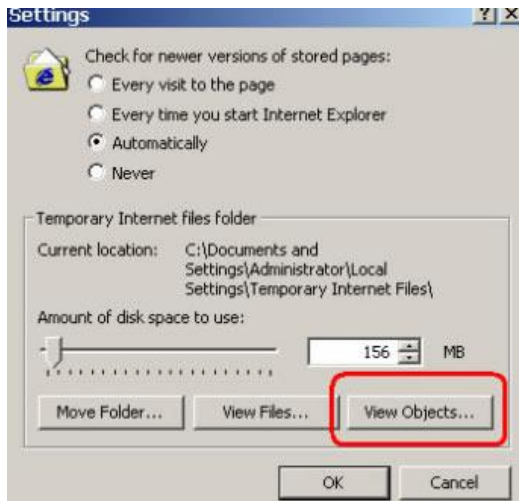 Settings
Check for newer versions of stored pages:
Every visit to the page
Every time you start Internet Explorer
Automatically
Never
Temporary Internet files folder
Current location: C:\Documents and
Settings\Administrator\Local
Settings\Temporary Internet Files\
Amount of disk space to use:
156 MB
Move Folder... View Files... View Objects...
OK Cancel